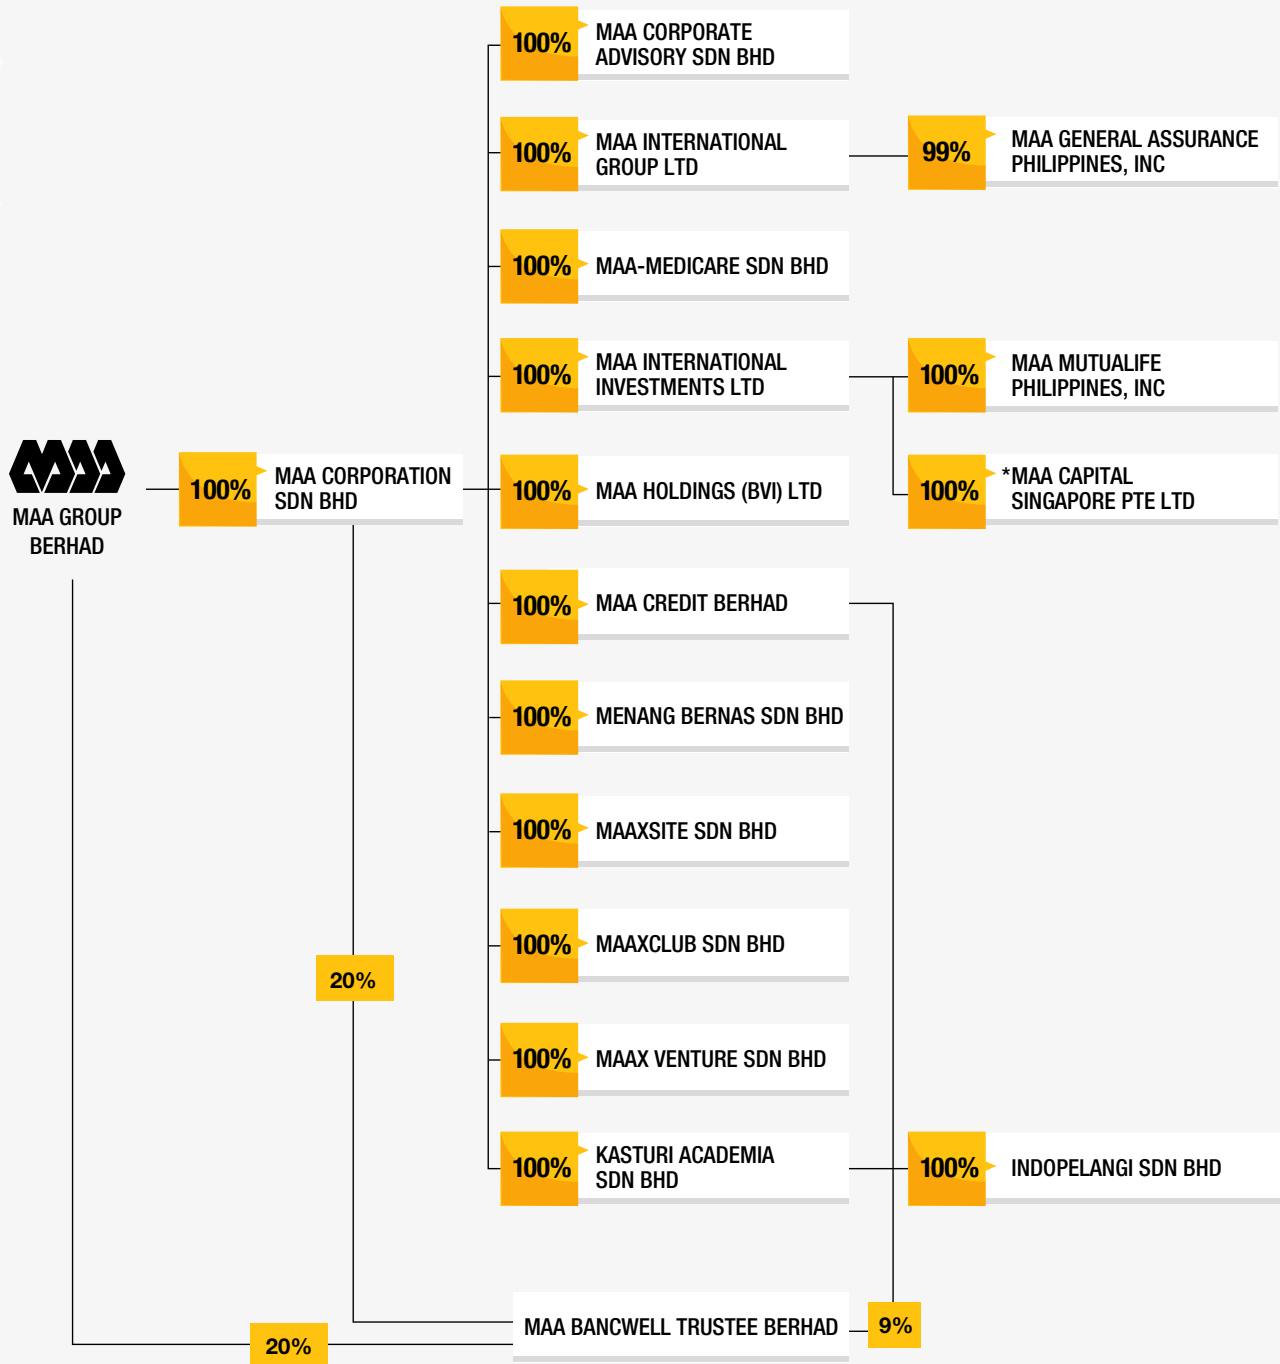 MAA
MAA GROUP
BERHAD
100%
MAA CORPORATION
SDN BHD
100%
MAA CORPORATE
ADVISORY SDN BHD
100%
MAA INTERNATIONAL
GROUP LTD
99%
MAA GENERAL ASSURANCE
PHILIPPINES, INC
100%
MAA-MEDICARE SDN BHD
100%
MAA INTERNATIONAL
INVESTMENTS LTD
100%
MAA MUTUALIFE
PHILIPPINES, INC
100%
*MAA CAPITAL
SINGAPORE PTE LTD
100%
MAA HOLDINGS (BVI) LTD
100%
MAA CREDIT BERHAD
100%
MENANG BERNAS SDN BHD
100%
MAAXSITE SDN BHD
100%
MAAXCLUB SDN BHD
100%
MAAX VENTURE SDN BHD
100%
KASTURI ACADEMIA
SDN BHD
100%
INDOPELANGI SDN BHD
20%
20%
MAA BANCWELL TRUSTEE BERHAD
9%